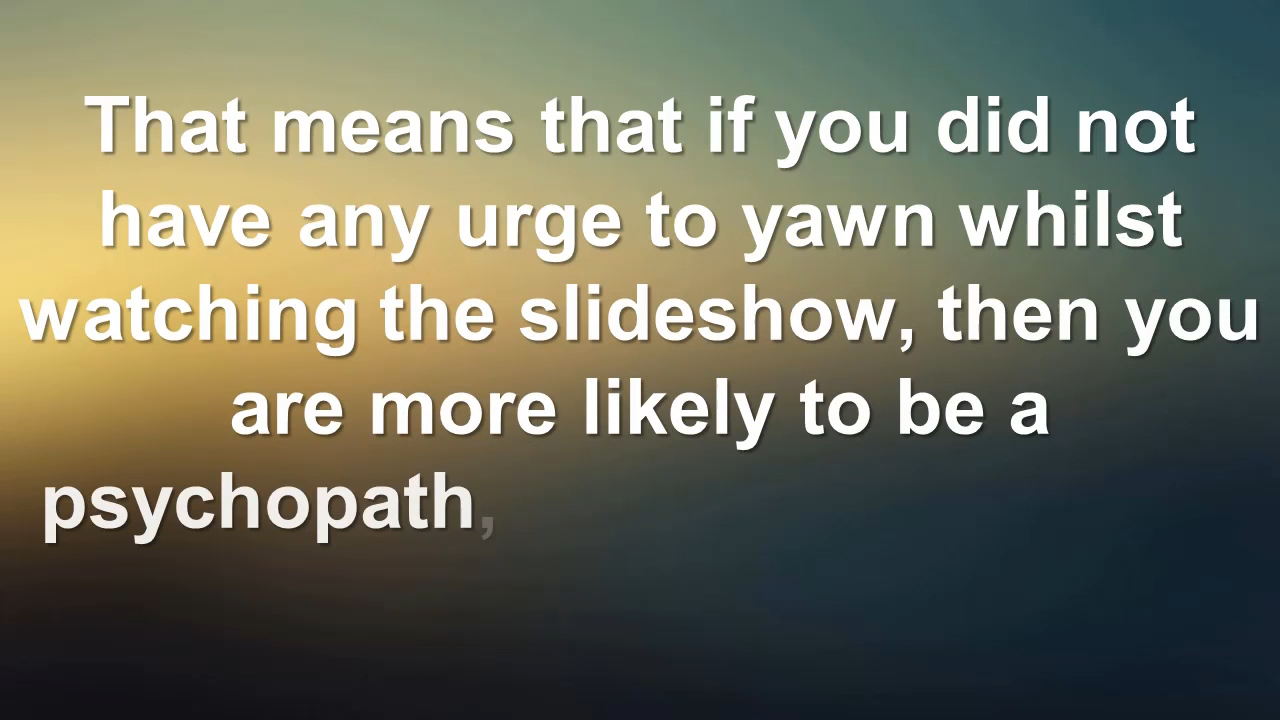 That means that if you did not
have any urge to yawn whilst
watching the slideshow, then you
are more likely to be a
psychopath,